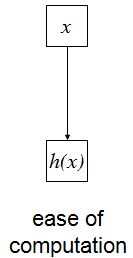 x
h(x)
ease of
computation